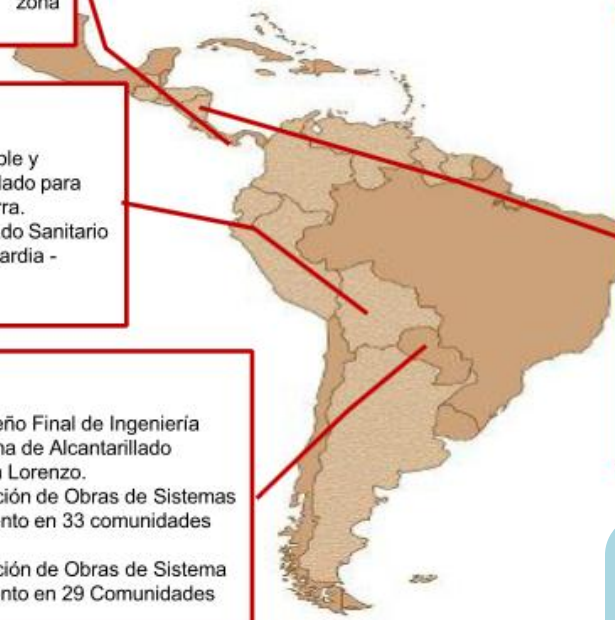 zona
ble y
lado para
rra.
do Sanitario
ardia -
eño Final de Ingeniería
na de Alcantarillado
n Lorenzo.
ción de Obras de Sistemas
nto en 33 comunidades
ción de Obras de Sistema
nto en 29 Comunidades